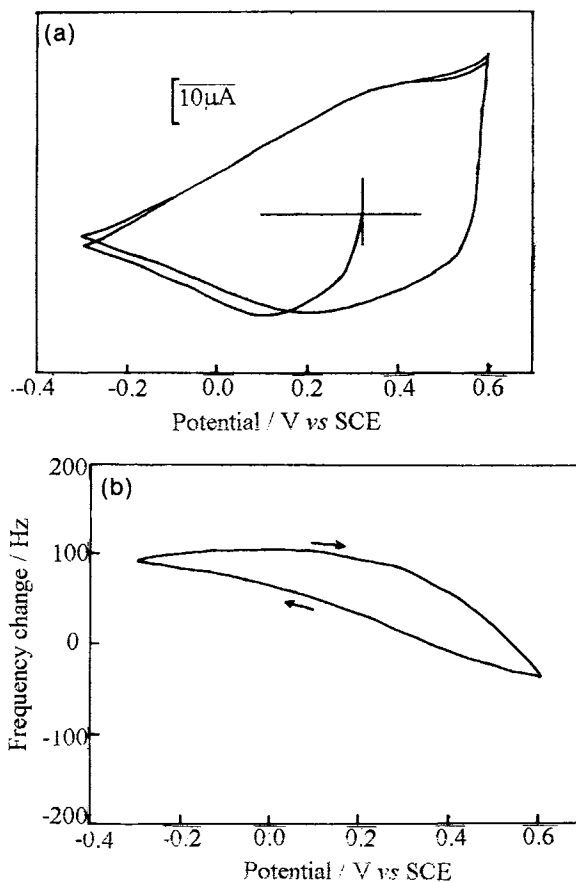 (a)
10µA
-0.4 -0.2 0.0 0.2 0.4 0.6
Potential / V vs SCE
(b)
Frequency change / Hz
200
100
0
-100
-200
-0.4 -0.2 0.0 0.2 0.4 0.6
Potential / V vs SCE